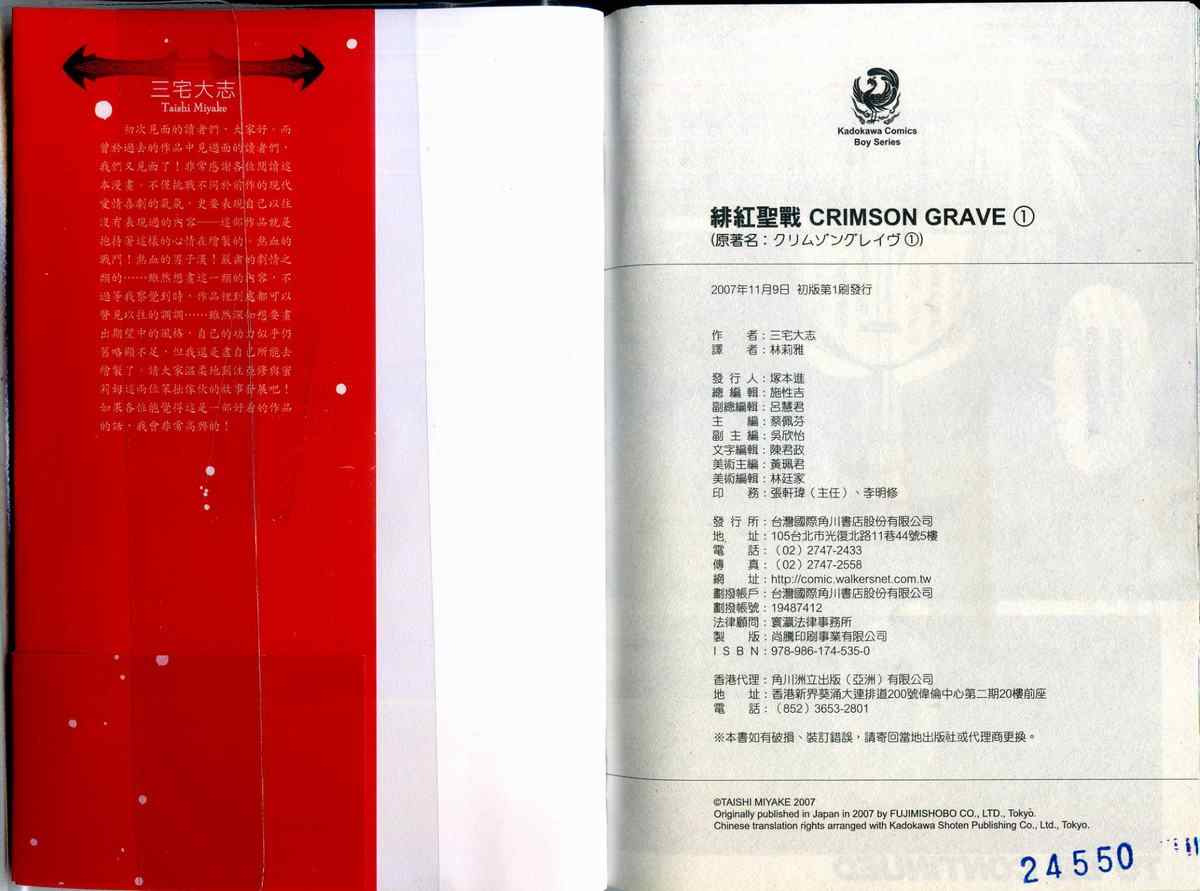 三宅大志
Taishi Miyake
初次見面的讀者們，大家好。而
曾於過去的作品中見過面的讀者們，
我們又見面了！非常感謝各位閱讀這
本漫畫。不僅挑戰不同於前作的現代
愛情喜劇的氣氛，更要表現自己以往
沒有表現過的內容——這部作品就是
抱持著這樣的心情在繪製的。熱血的
戰鬥！熱血的男子漢！嚴肅的劇情之
類的……雖然想畫這一類的內容，不
過等我察覺到時，作品裡到處都可以
瞥見以往的調調……雖然深知想要畫
出期望中的風格，自己的功力似乎仍
舊略顯不足，但我還是盡自己所能去
繪製了。請大家溫柔地關注亞修與蜜
莉姆這兩位笨拙傢伙的故事發展吧！
如果各位能覺得這是一部好看的作品
的話，我會非常高興的！
Kadokawa Comics
Boy Series
緋紅聖戰 CRIMSON GRAVE ①
(原著名：クリムゾングレイヴ①)
2007年11月9日 初版第1刷發行
作　者：三宅大志
譯　者：林莉雅
發 行 人：塚本進
總 編 輯：施性吉
副總編輯：呂慧君
主　編：蔡佩芬
副 主 編：吳欣怡
文字編輯：陳君政
美術主編：黃珮君
美術編輯：林廷家
印　務：張軒瑋（主任）、李明修
發 行 所：台灣國際角川書店股份有限公司
地　址：105台北市光復北路11巷44號5樓
電　話：（02）2747-2433
傳　真：（02）2747-2558
網　址：http://comic.walkersnet.com.tw
劃撥帳戶：台灣國際角川書店股份有限公司
劃撥帳號：19487412
法律顧問：寰瀛法律事務所
製　版：尚騰印刷事業有限公司
I S B N：978-986-174-535-0
香港代理：角川洲立出版（亞洲）有限公司
地　址：香港新界葵涌大連排道200號偉倫中心第二期20樓前座
電　話：（852）3653-2801
※本書如有破損、裝訂錯誤，請寄回當地出版社或代理商更換。
©TAISHI MIYAKE 2007
Originally published in Japan in 2007 by FUJIMISHOBO CO., LTD., Tokyo.
Chinese translation rights arranged with Kadokawa Shoten Publishing Co., Ltd., Tokyo.
24550